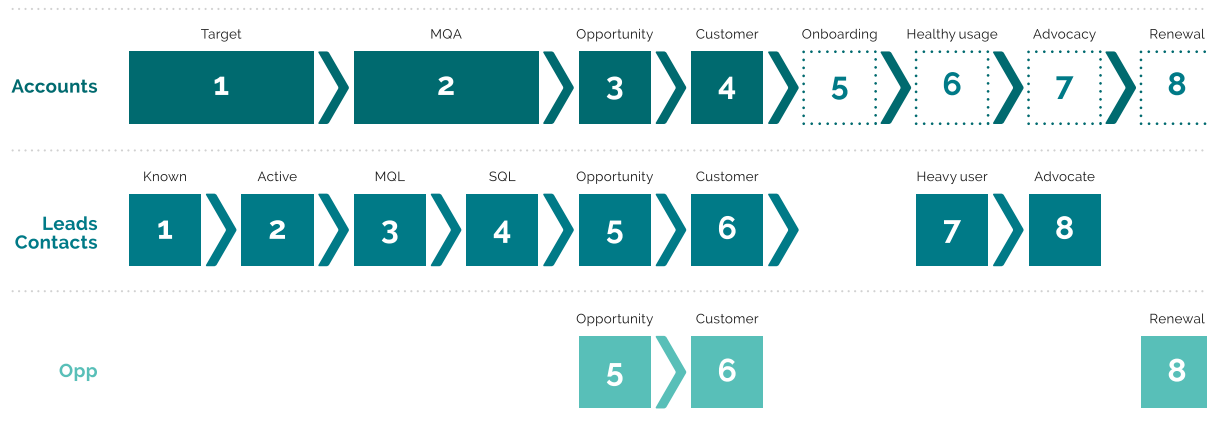 Target MQA Opportunity Customer Onboarding Healthy usage Advocacy Renewal
Accounts 1 2 3 4 5 6 7 8
Known Active MQL SQL Opportunity Customer Heavy user Advocate
Leads
Contacts
1 2 3 4 5 6 7 8
Opportunity Customer Renewal
Opp 5 6 8